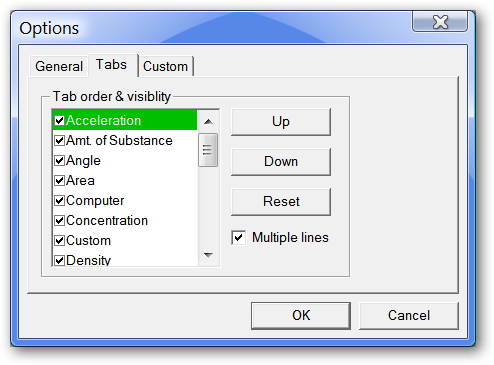 Options
General Tabs Custom
Tab order & visiblity
Acceleration
Amt. of Substance
Angle
Area
Computer
Concentration
Custom
Density
Up
Down
Reset
Multiple lines
OK Cancel